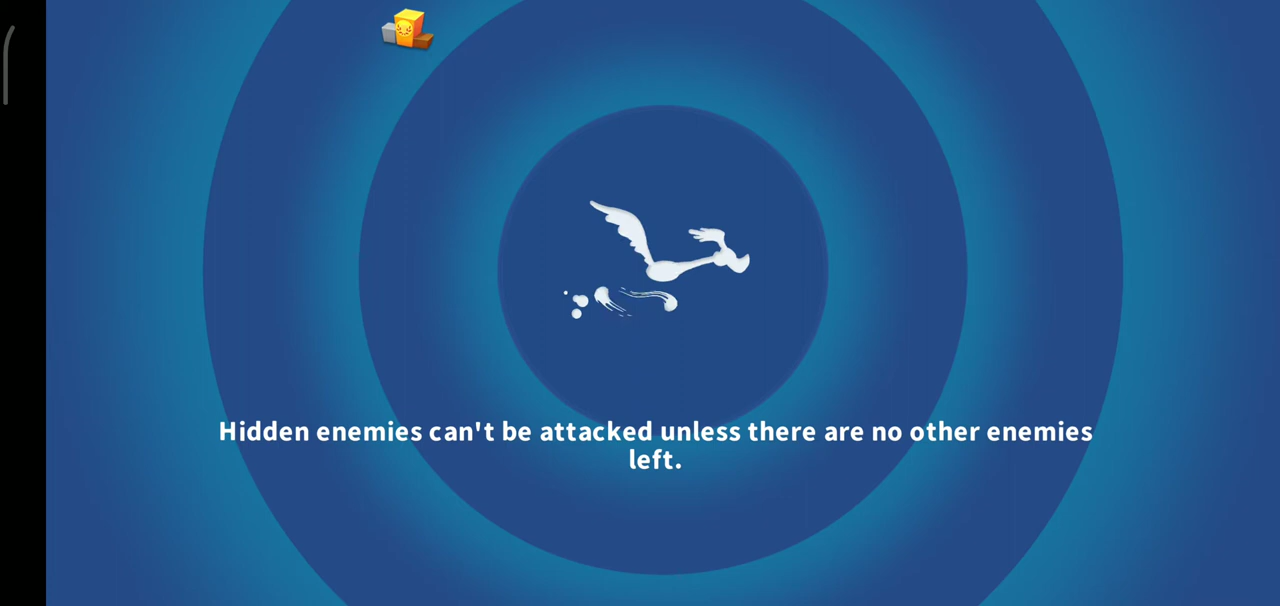 Hidden enemies can't be attacked unless there are no other enemies
left.